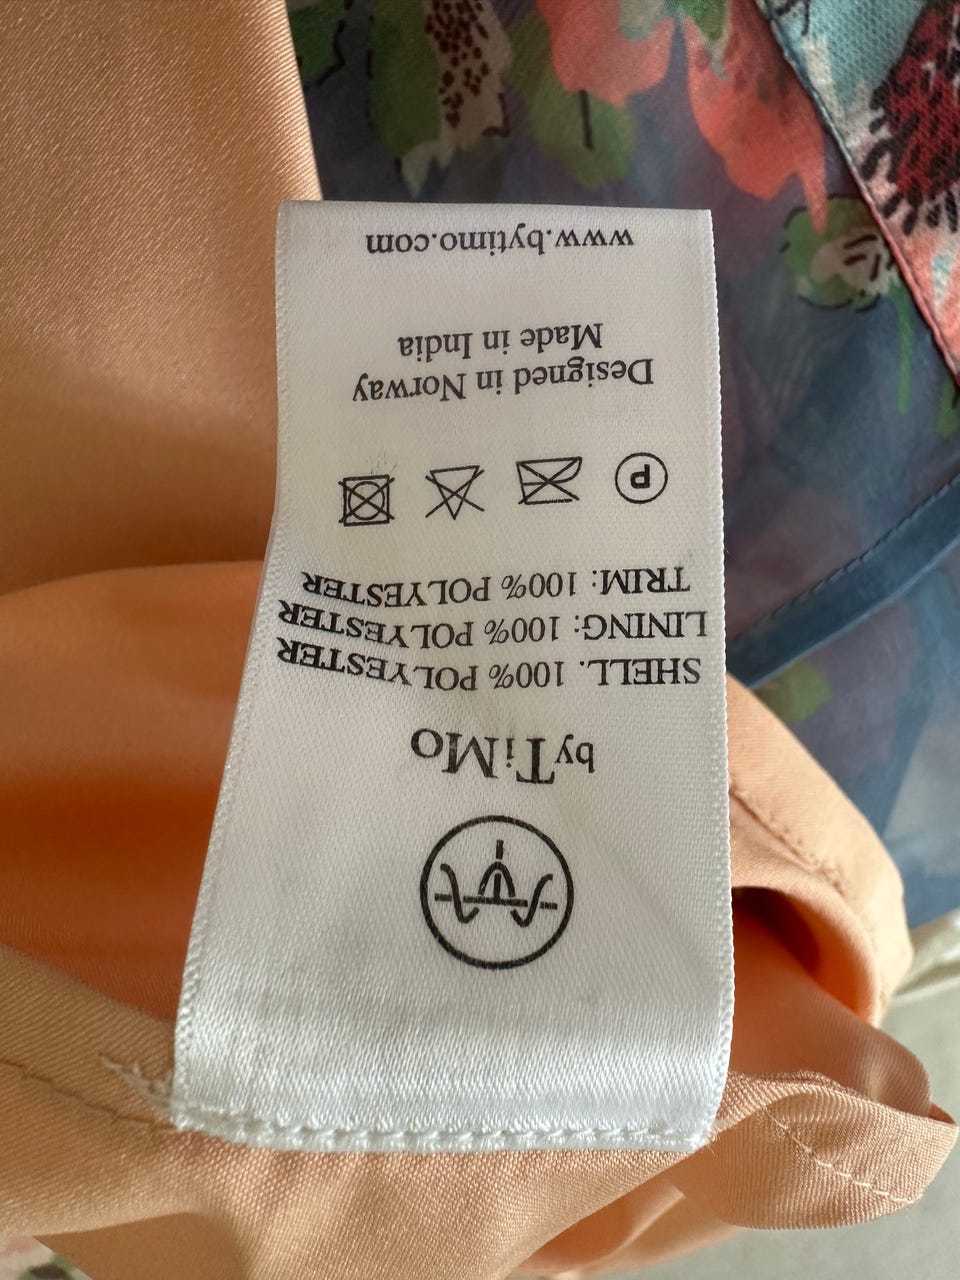 byTiMo
SHELL. 100% POLYESTER
LINING: 100% POLYESTER
TRIM: 100% POLYESTER
P
Designed in Norway
Made in India
www.bytimo.com